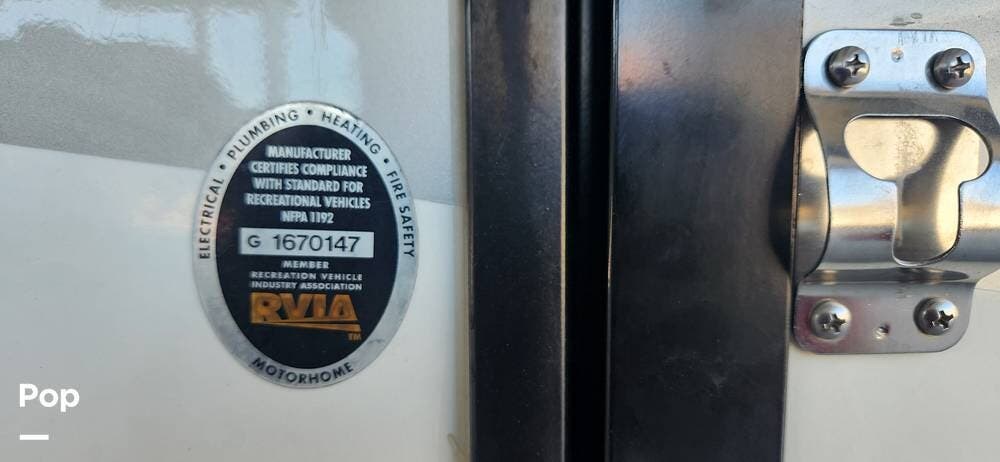 ELECTRICAL • PLUMBING • HEATING • FIRE SAFETY
MANUFACTURER
CERTIFIES COMPLIANCE
WITH STANDARD FOR
RECREATIONAL VEHICLES
NFPA 1192
G 1670147
MEMBER
RECREATION VEHICLE
INDUSTRY ASSOCIATION
RVIA
TM
MOTORHOME
Pop